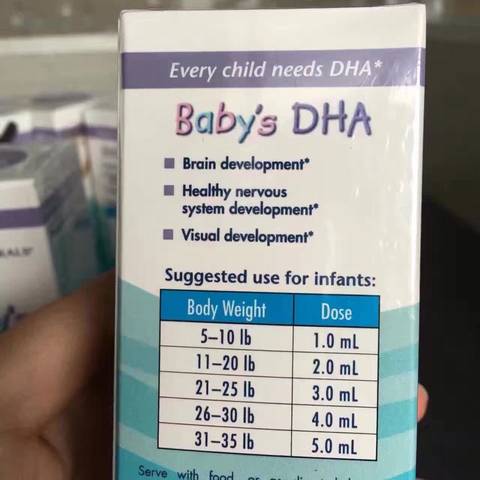 Every child needs DHA*
Baby's DHA
Brain development*
Healthy nervous
system development*
Visual development*
Suggested use for infants:
Body Weight Dose
5–10 lb 1.0 mL
11–20 lb 2.0 mL
21–25 lb 3.0 mL
26–30 lb 4.0 mL
31–35 lb 5.0 mL
Serve with food, or